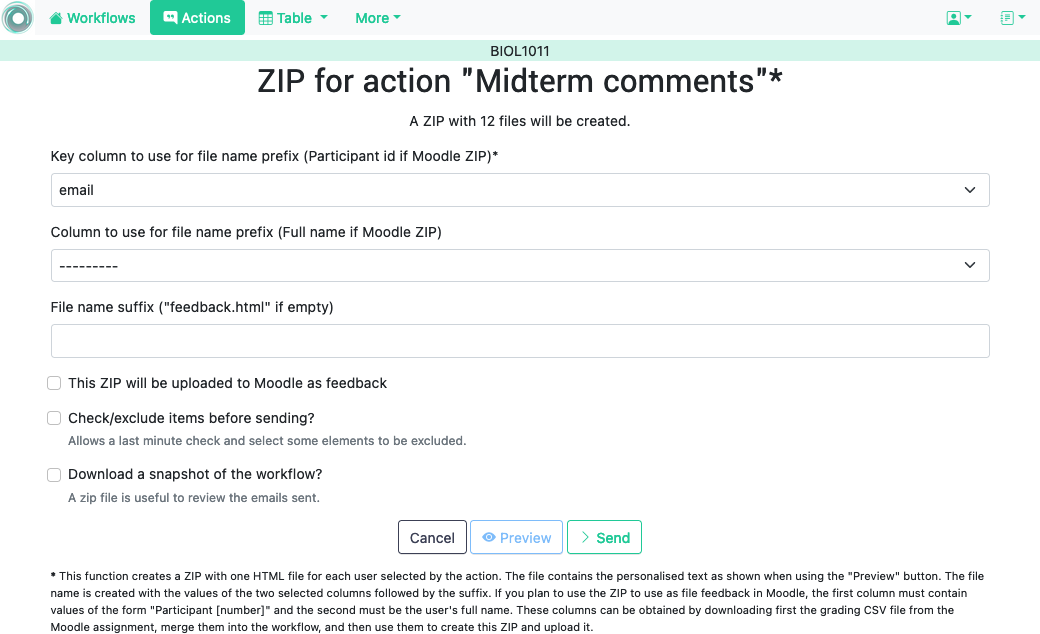 Workflows Actions Table More
BIOL1011
ZIP for action "Midterm comments"*
A ZIP with 12 files will be created.
Key column to use for file name prefix (Participant id if Moodle ZIP)*
email
Column to use for file name prefix (Full name if Moodle ZIP)
---------
File name suffix ("feedback.html" if empty)
This ZIP will be uploaded to Moodle as feedback
Check/exclude items before sending?
Allows a last minute check and select some elements to be excluded.
Download a snapshot of the workflow?
A zip file is useful to review the emails sent.
Cancel Preview Send
* This function creates a ZIP with one HTML file for each user selected by the action. The file contains the personalised text as shown when using the "Preview" button. The file
name is created with the values of the two selected columns followed by the suffix. If you plan to use the ZIP to use as file feedback in Moodle, the first column must contain
values of the form "Participant [number]" and the second must be the user's full name. These columns can be obtained by downloading first the grading CSV file from the
Moodle assignment, merge them into the workflow, and then use them to create this ZIP and upload it.